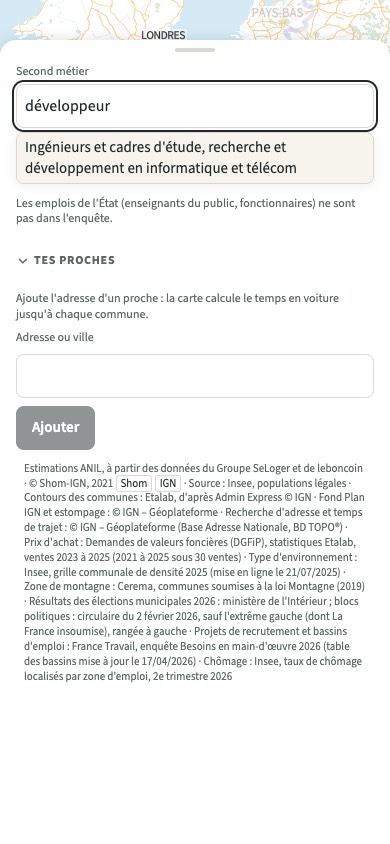 PAYS-BAS
LONDRES
Second métier
développeur
Ingénieurs et cadres d'étude, recherche et
développement en informatique et télécom
Les emplois de l'État (enseignants du public, fonctionnaires) ne sont
pas dans l'enquête.
TES PROCHES
Ajoute l'adresse d'un proche : la carte calcule le temps en voiture
jusqu'à chaque commune.
Adresse ou ville
Ajouter
Estimations ANIL, à partir des données du Groupe SeLoger et de leboncoin
· © Shom-IGN, 2021 Shom IGN · Source : Insee, populations légales ·
Contours des communes : Etalab, d'après Admin Express © IGN · Fond Plan
IGN et estompage : © IGN – Géoplateforme · Recherche d'adresse et temps
de trajet : © IGN – Géoplateforme (Base Adresse Nationale, BD TOPO®) ·
Prix d'achat : Demandes de valeurs foncières (DGFiP), statistiques Etalab,
ventes 2023 à 2025 (2021 à 2025 sous 30 ventes) · Type d'environnement :
Insee, grille communale de densité 2025 (mise en ligne le 21/07/2025) ·
Zone de montagne : Cerema, communes soumises à la loi Montagne (2019)
· Résultats des élections municipales 2026 : ministère de l'Intérieur ; blocs
politiques : circulaire du 2 février 2026, sauf l'extrême gauche (dont La
France insoumise), rangée à gauche · Projets de recrutement et bassins
d'emploi : France Travail, enquête Besoins en main-d'œuvre 2026 (table
des bassins mise à jour le 17/04/2026) · Chômage : Insee, taux de chômage
localisés par zone d'emploi, 2e trimestre 2026